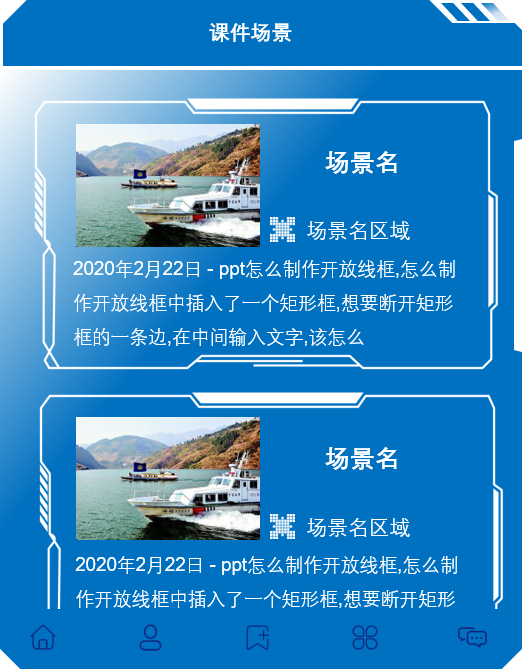 课件场景
场景名
场景名区域
2020年2月22日 - ppt怎么制作开放线框,怎么制
作开放线框中插入了一个矩形框,想要断开矩形
框的一条边,在中间输入文字,该怎么
场景名
场景名区域
2020年2月22日 - ppt怎么制作开放线框,怎么制
作开放线框中插入了一个矩形框,想要断开矩形